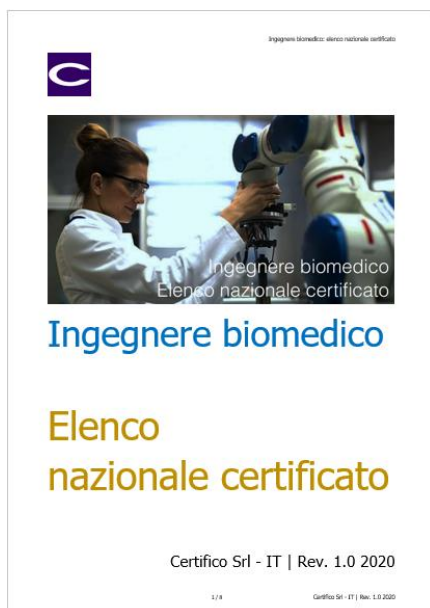 Ingegnere biomedico: elenco nazionale certificato
C
Ingegnere biomedico
Elenco nazionale certificato
Ingegnere biomedico
Elenco
nazionale certificato
Certifico Srl - IT | Rev. 1.0 2020
1 / 8
Certifico Srl - IT | Rev. 1.0 2020